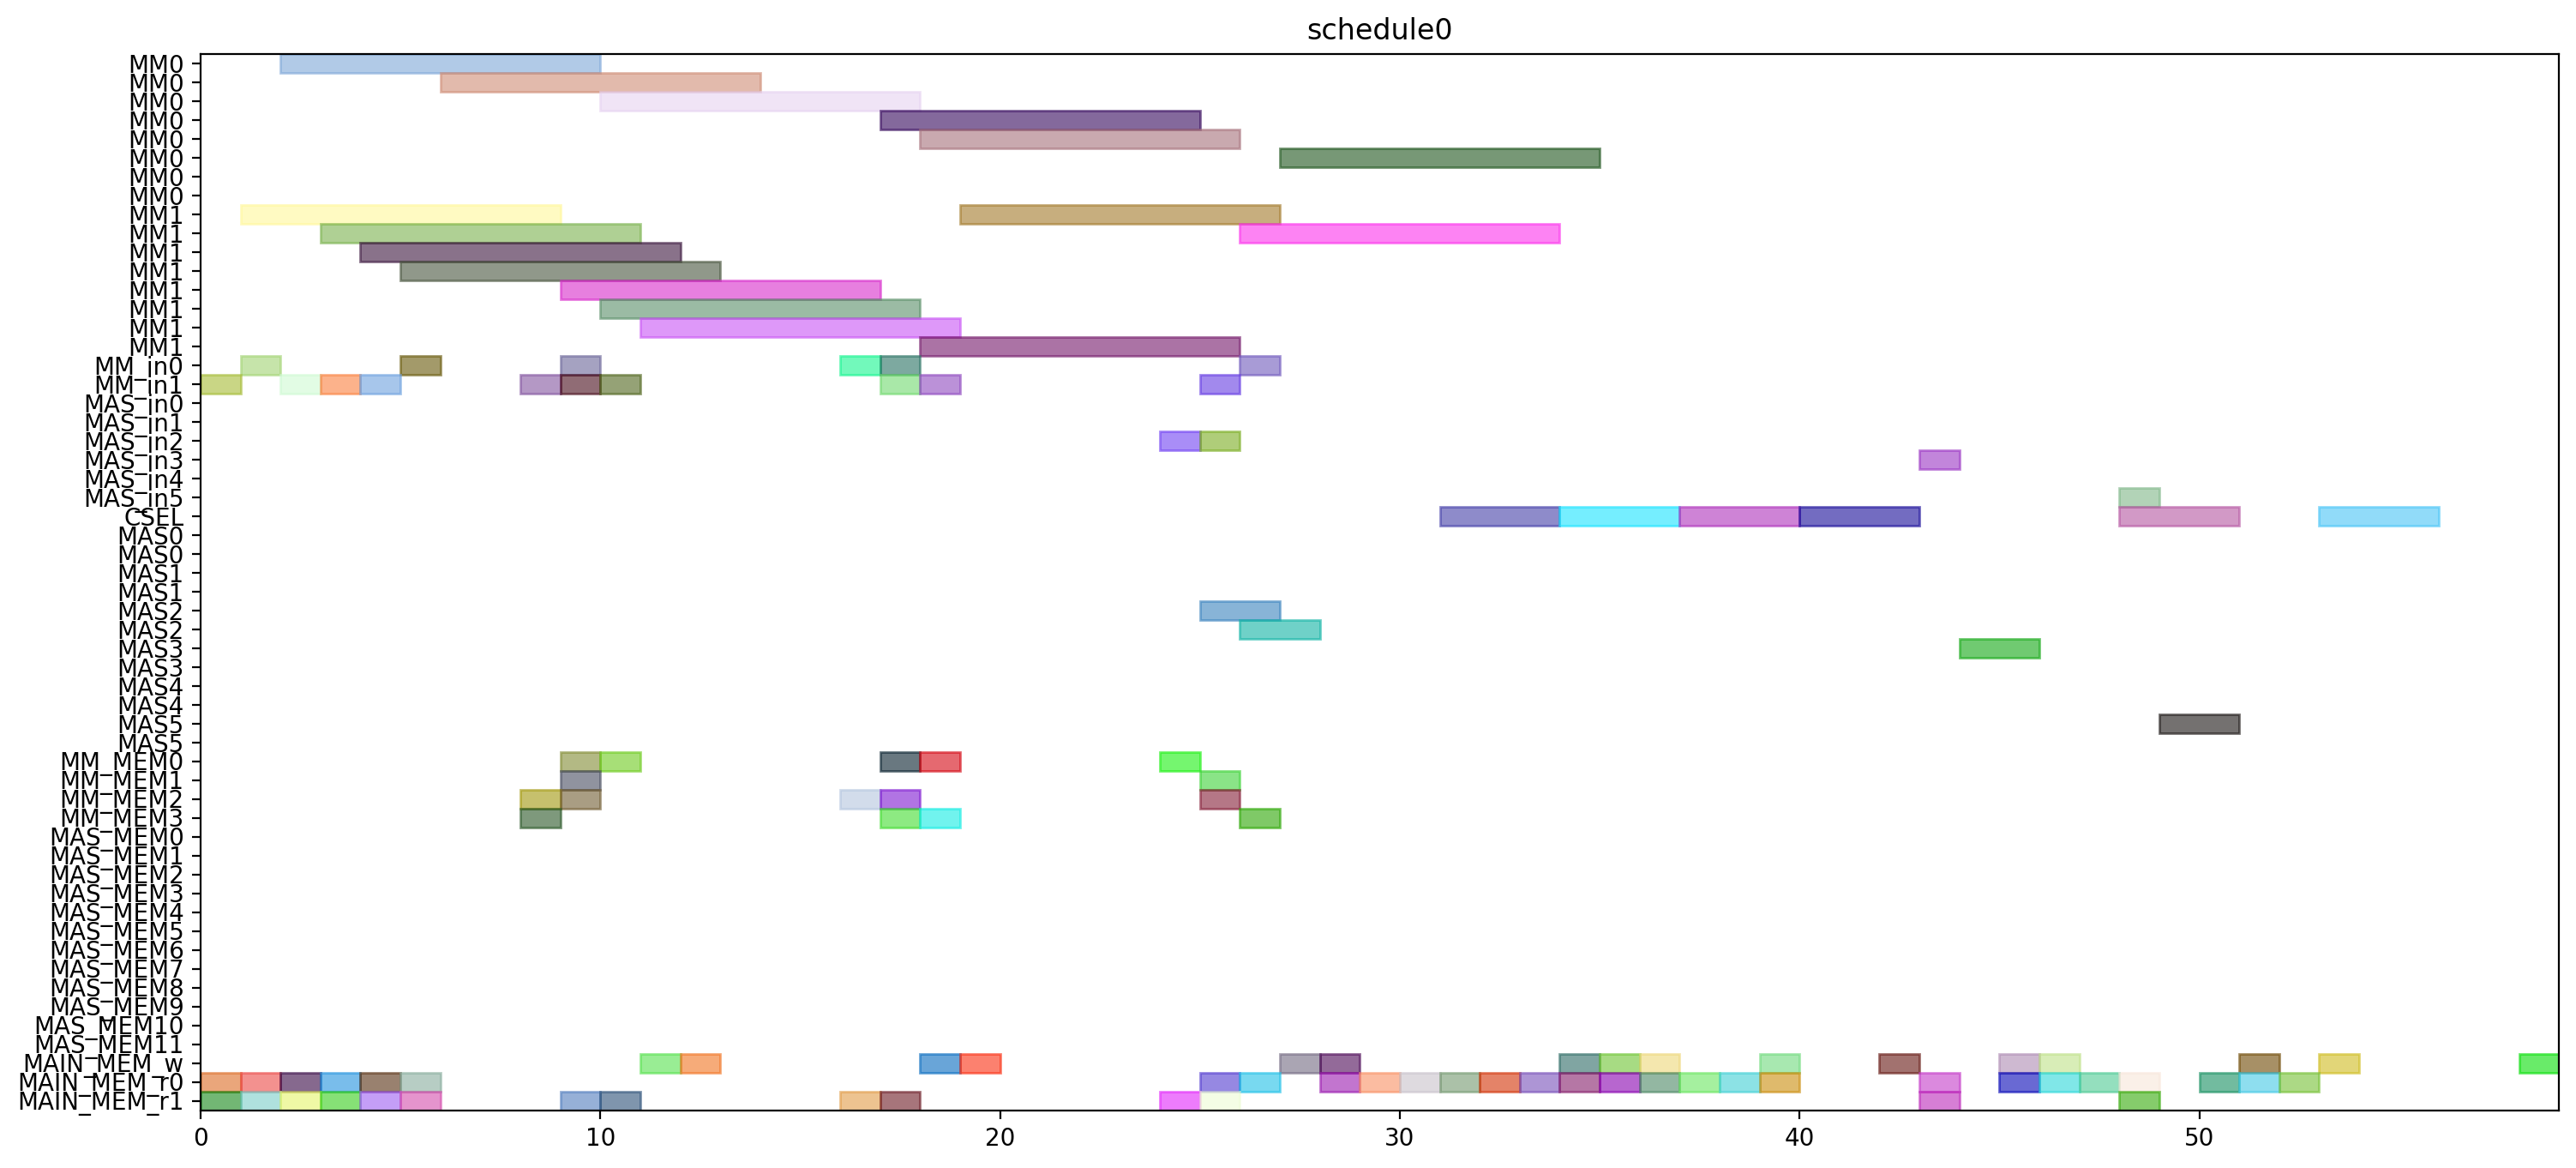 schedule0
MM0
MM0
MM0
MM0
MM0
MM0
MM0
MM0
MM1
MM1
MM1
MM1
MM1
MM1
MM1
MM1
MM_in0
MM_in1
MAS_in0
MAS_in1
MAS_in2
MAS_in3
MAS_in4
MAS_in5
CSEL
MAS0
MAS0
MAS1
MAS1
MAS2
MAS2
MAS3
MAS3
MAS4
MAS4
MAS5
MAS5
MM_MEM0
MM_MEM1
MM_MEM2
MM_MEM3
MAS_MEM0
MAS_MEM1
MAS_MEM2
MAS_MEM3
MAS_MEM4
MAS_MEM5
MAS_MEM6
MAS_MEM7
MAS_MEM8
MAS_MEM9
MAS_MEM10
MAS_MEM11
MAIN_MEM_w
MAIN_MEM_r0
MAIN_MEM_r1
0 10 20 30 40 50